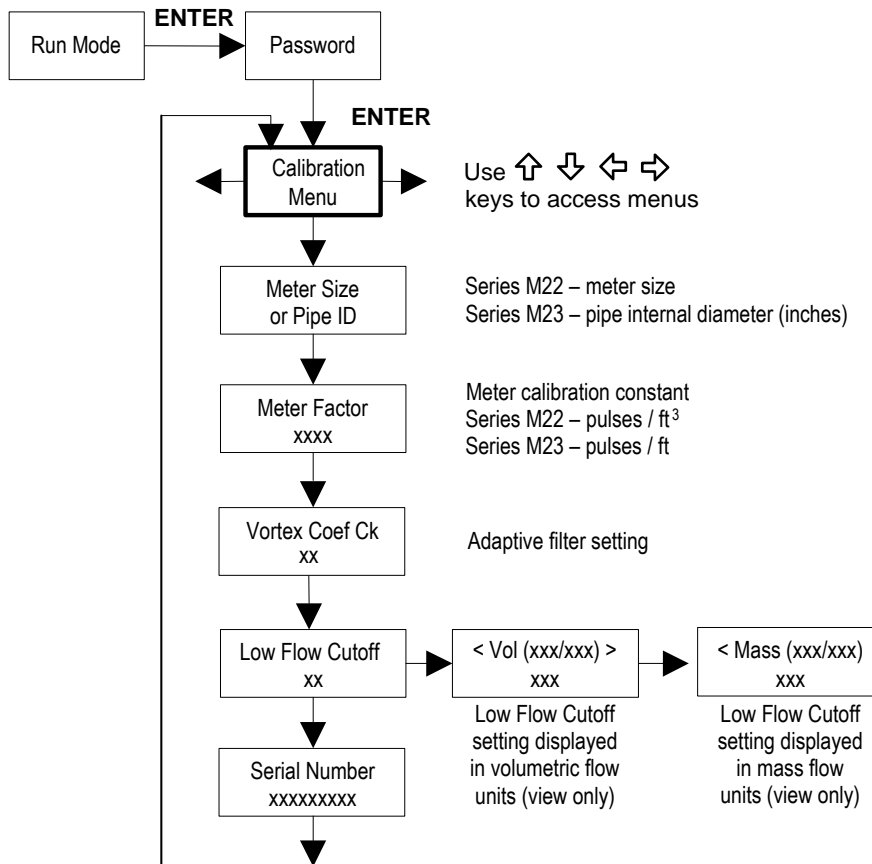 ENTER
Run Mode
Password
ENTER
Calibration
Menu
Use
keys to access menus
Meter Size
or Pipe ID
Series M22 – meter size
Series M23 – pipe internal diameter (inches)
Meter Factor
xxxx
Meter calibration constant
Series M22 – pulses / ft³
Series M23 – pulses / ft
Vortex Coef Ck
xx
Adaptive filter setting
Low Flow Cutoff
xx
< Vol (xxx/xxx) >
xxx
< Mass (xxx/xxx)
xxx
Low Flow Cutoff
setting displayed
in volumetric flow
units (view only)
Low Flow Cutoff
setting displayed
in mass flow
units (view only)
Serial Number
xxxxxxxxx